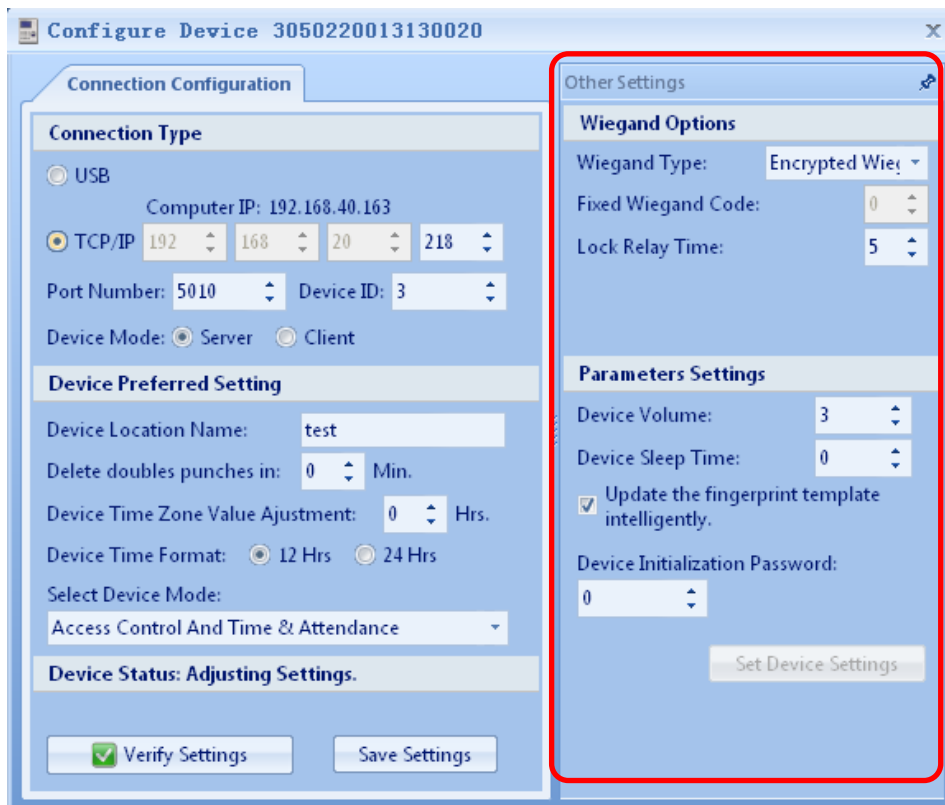 Configure Device 3050220013130020
Connection Configuration
Connection Type
USB
Computer IP: 192.168.40.163
TCP/IP 192 168 20 218
Port Number: 5010 Device ID: 3
Device Mode: Server Client
Device Preferred Setting
Device Location Name: test
Delete doubles punches in: 0 Min.
Device Time Zone Value Ajustment: 0 Hrs.
Device Time Format: 12 Hrs 24 Hrs
Select Device Mode:
Access Control And Time & Attendance
Device Status: Adjusting Settings.
Verify Settings Save Settings
Other Settings
Wiegand Options
Wiegand Type: Encrypted Wieg
Fixed Wiegand Code: 0
Lock Relay Time: 5
Parameters Settings
Device Volume: 3
Device Sleep Time: 0
Update the fingerprint template
intelligently.
Device Initialization Password:
0
Set Device Settings